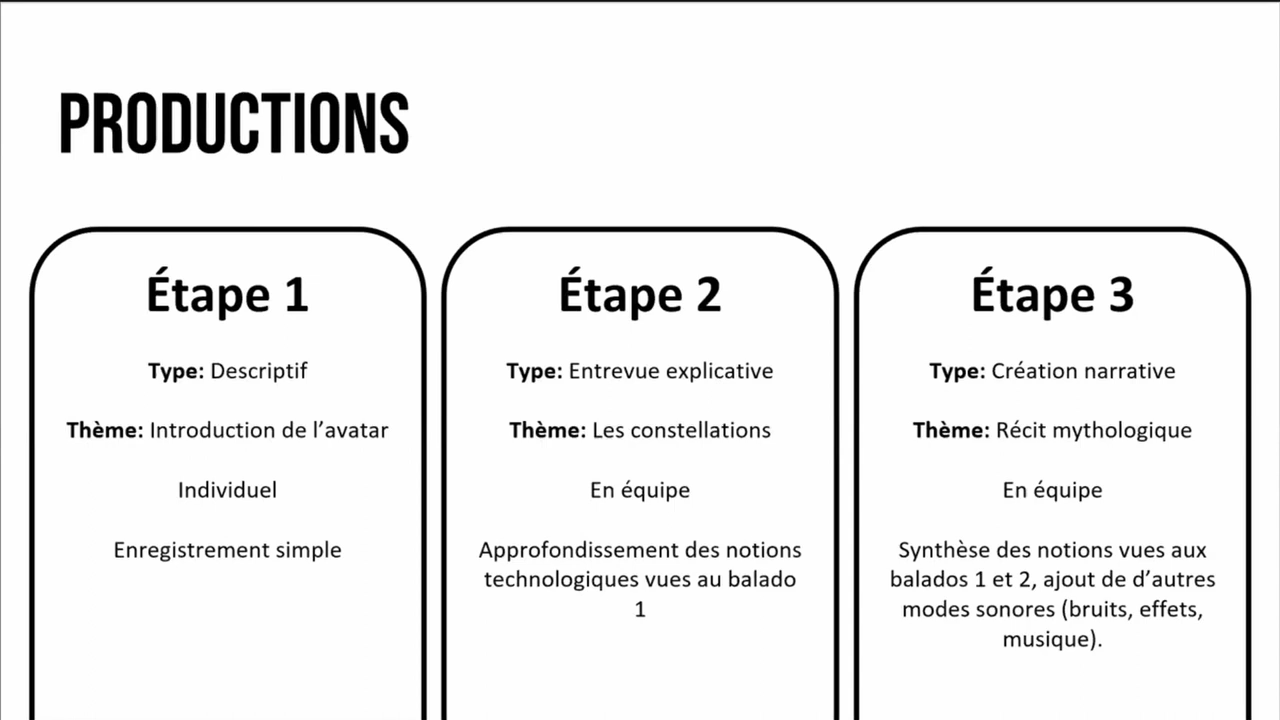 PRODUCTIONS
Étape 1
Type: Descriptif
Thème: Introduction de l’avatar
Individuel
Enregistrement simple
Étape 2
Type: Entrevue explicative
Thème: Les constellations
En équipe
Approfondissement des notions
technologiques vues au balado
1
Étape 3
Type: Création narrative
Thème: Récit mythologique
En équipe
Synthèse des notions vues aux
balados 1 et 2, ajout de d’autres
modes sonores (bruits, effets,
musique).